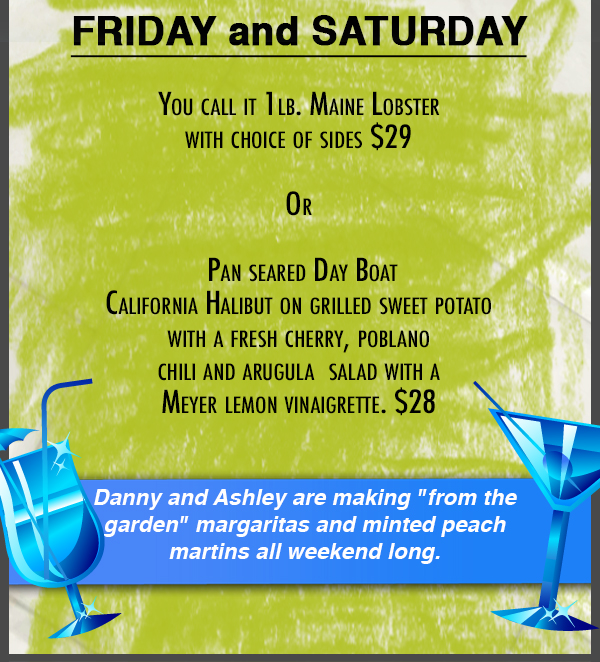 FRIDAY and SATURDAY
You call it 1lb. Maine Lobster
with choice of sides $29
Or
Pan seared Day Boat
California Halibut on grilled sweet potato
with a fresh cherry, poblano
chili and arugula salad with a
Meyer lemon vinaigrette. $28
Danny and Ashley are making "from the
garden" margaritas and minted peach
martins all weekend long.